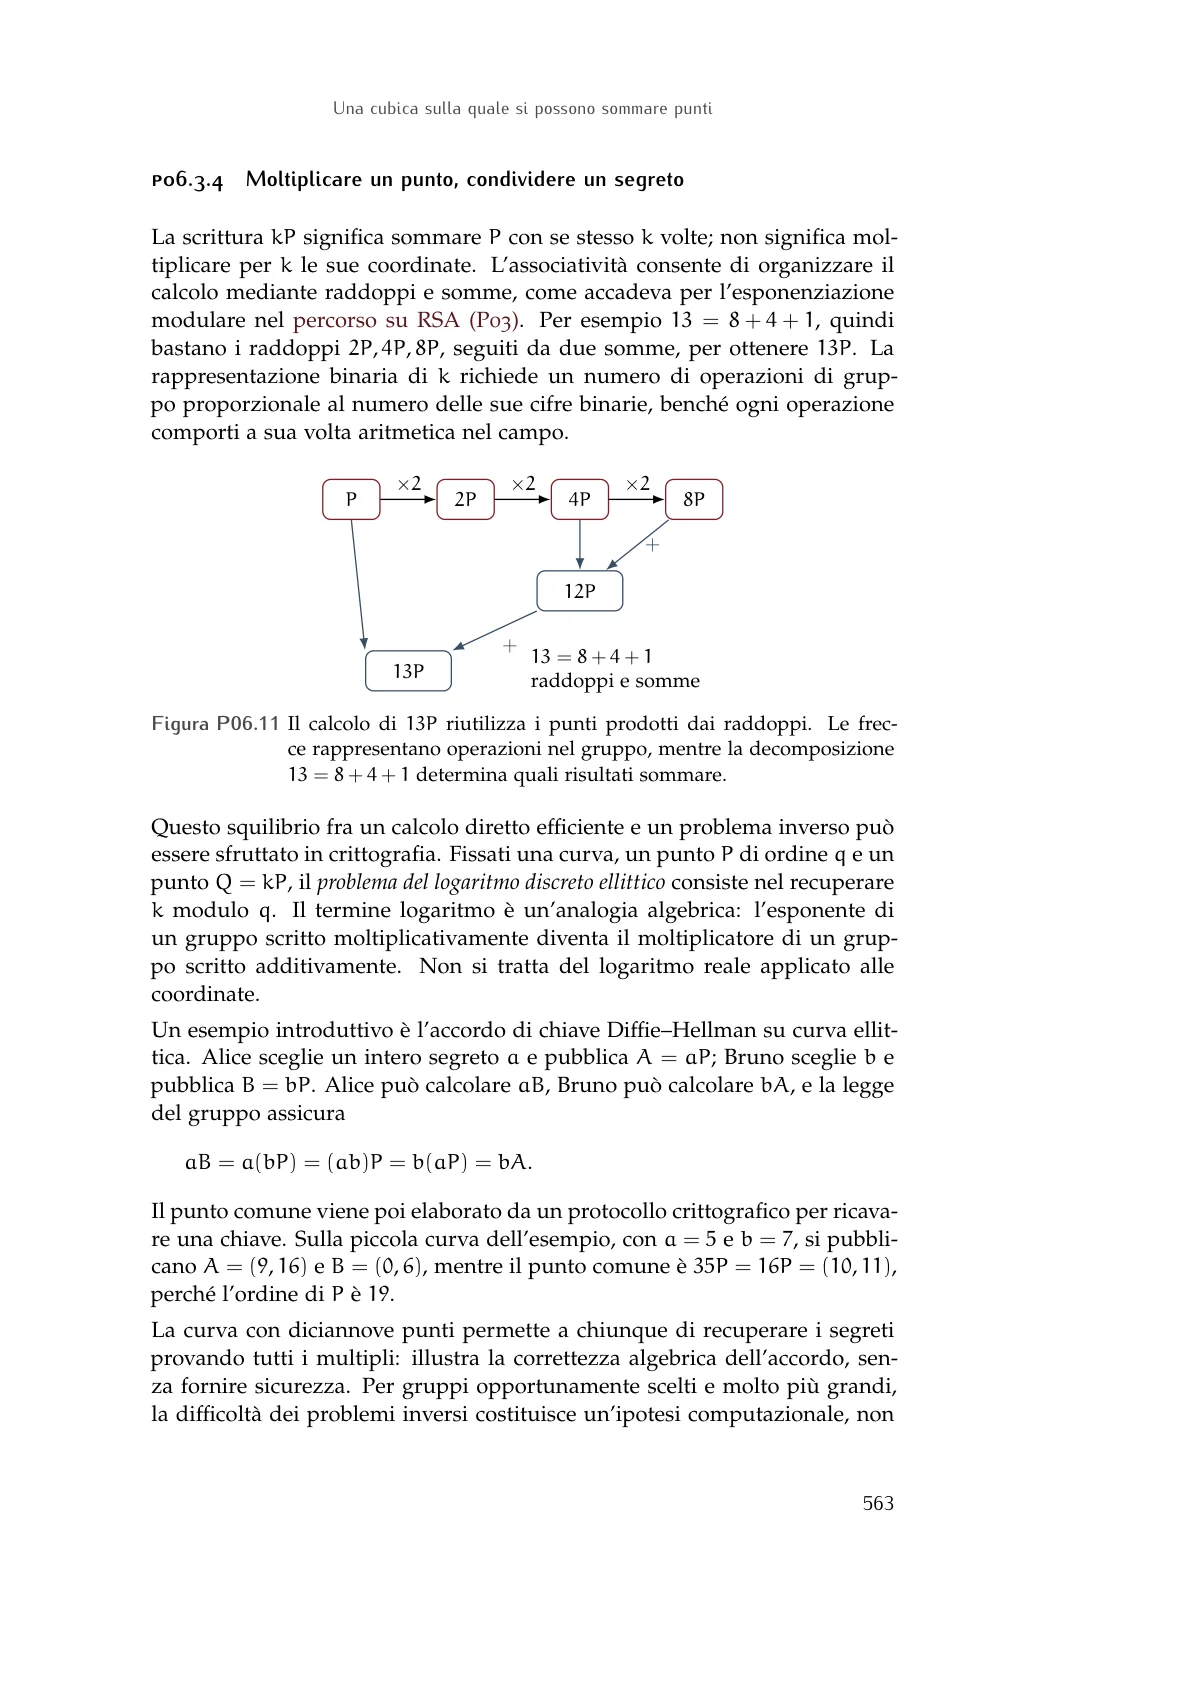 Una cubica sulla quale si possono sommare punti
P06.3.4 Moltiplicare un punto, condividere un segreto
La scrittura kP significa sommare P con se stesso k volte; non significa mol-
tiplicare per k le sue coordinate. L'associatività consente di organizzare il
calcolo mediante raddoppi e somme, come accadeva per l'esponenziazione
modulare nel percorso su RSA (P03). Per esempio 13 = 8 + 4 + 1, quindi
bastano i raddoppi 2P, 4P, 8P, seguiti da due somme, per ottenere 13P. La
rappresentazione binaria di k richiede un numero di operazioni di grup-
po proporzionale al numero delle sue cifre binarie, benché ogni operazione
comporti a sua volta aritmetica nel campo.
×2 ×2 ×2
P 2P 4P 8P
+
12P
+
13 = 8 + 4 + 1
13P
raddoppi e somme
Figura P06.11 Il calcolo di 13P riutilizza i punti prodotti dai raddoppi. Le frec-
ce rappresentano operazioni nel gruppo, mentre la decomposizione
13 = 8 + 4 + 1 determina quali risultati sommare.
Questo squilibrio fra un calcolo diretto efficiente e un problema inverso può
essere sfruttato in crittografia. Fissati una curva, un punto P di ordine q e un
punto Q = kP, il problema del logaritmo discreto ellittico consiste nel recuperare
k modulo q. Il termine logaritmo è un'analogia algebrica: l'esponente di
un gruppo scritto moltiplicativamente diventa il moltiplicatore di un grup-
po scritto additivamente. Non si tratta del logaritmo reale applicato alle
coordinate.
Un esempio introduttivo è l'accordo di chiave Diffie–Hellman su curva ellit-
tica. Alice sceglie un intero segreto a e pubblica A = aP; Bruno sceglie b e
pubblica B = bP. Alice può calcolare aB, Bruno può calcolare bA, e la legge
del gruppo assicura
aB = a(bP) = (ab)P = b(aP) = bA.
Il punto comune viene poi elaborato da un protocollo crittografico per ricava-
re una chiave. Sulla piccola curva dell'esempio, con a = 5 e b = 7, si pubbli-
cano A = (9, 16) e B = (0, 6), mentre il punto comune è 35P = 16P = (10, 11),
perché l'ordine di P è 19.
La curva con diciannove punti permette a chiunque di recuperare i segreti
provando tutti i multipli: illustra la correttezza algebrica dell'accordo, sen-
za fornire sicurezza. Per gruppi opportunamente scelti e molto più grandi,
la difficoltà dei problemi inversi costituisce un'ipotesi computazionale, non
563